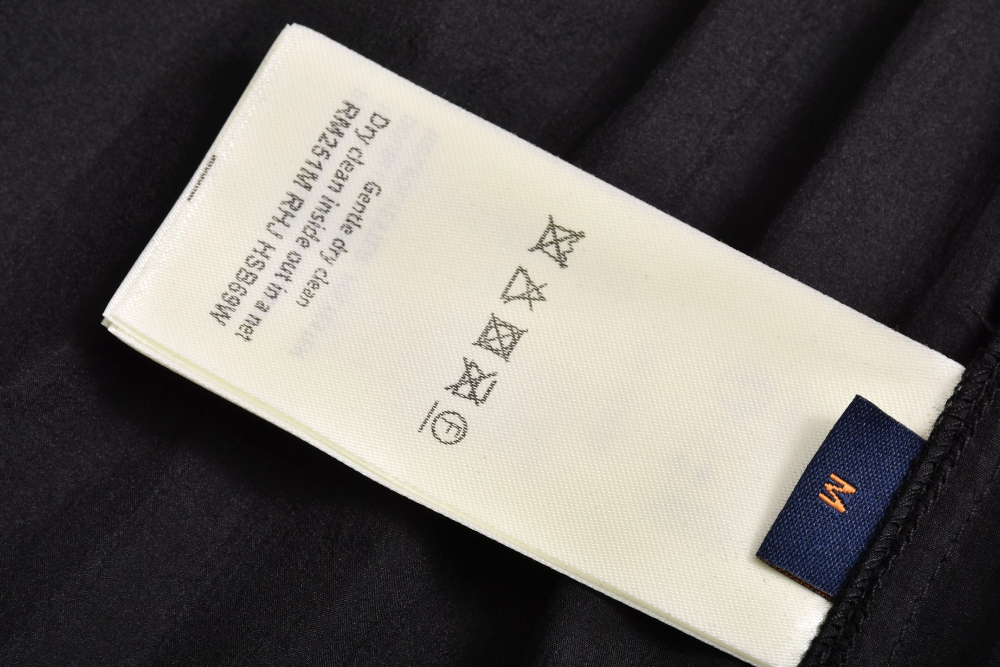 Gentle dry clean
Dry clean inside out in a net
RM251M RHJ HSB69W
F
M